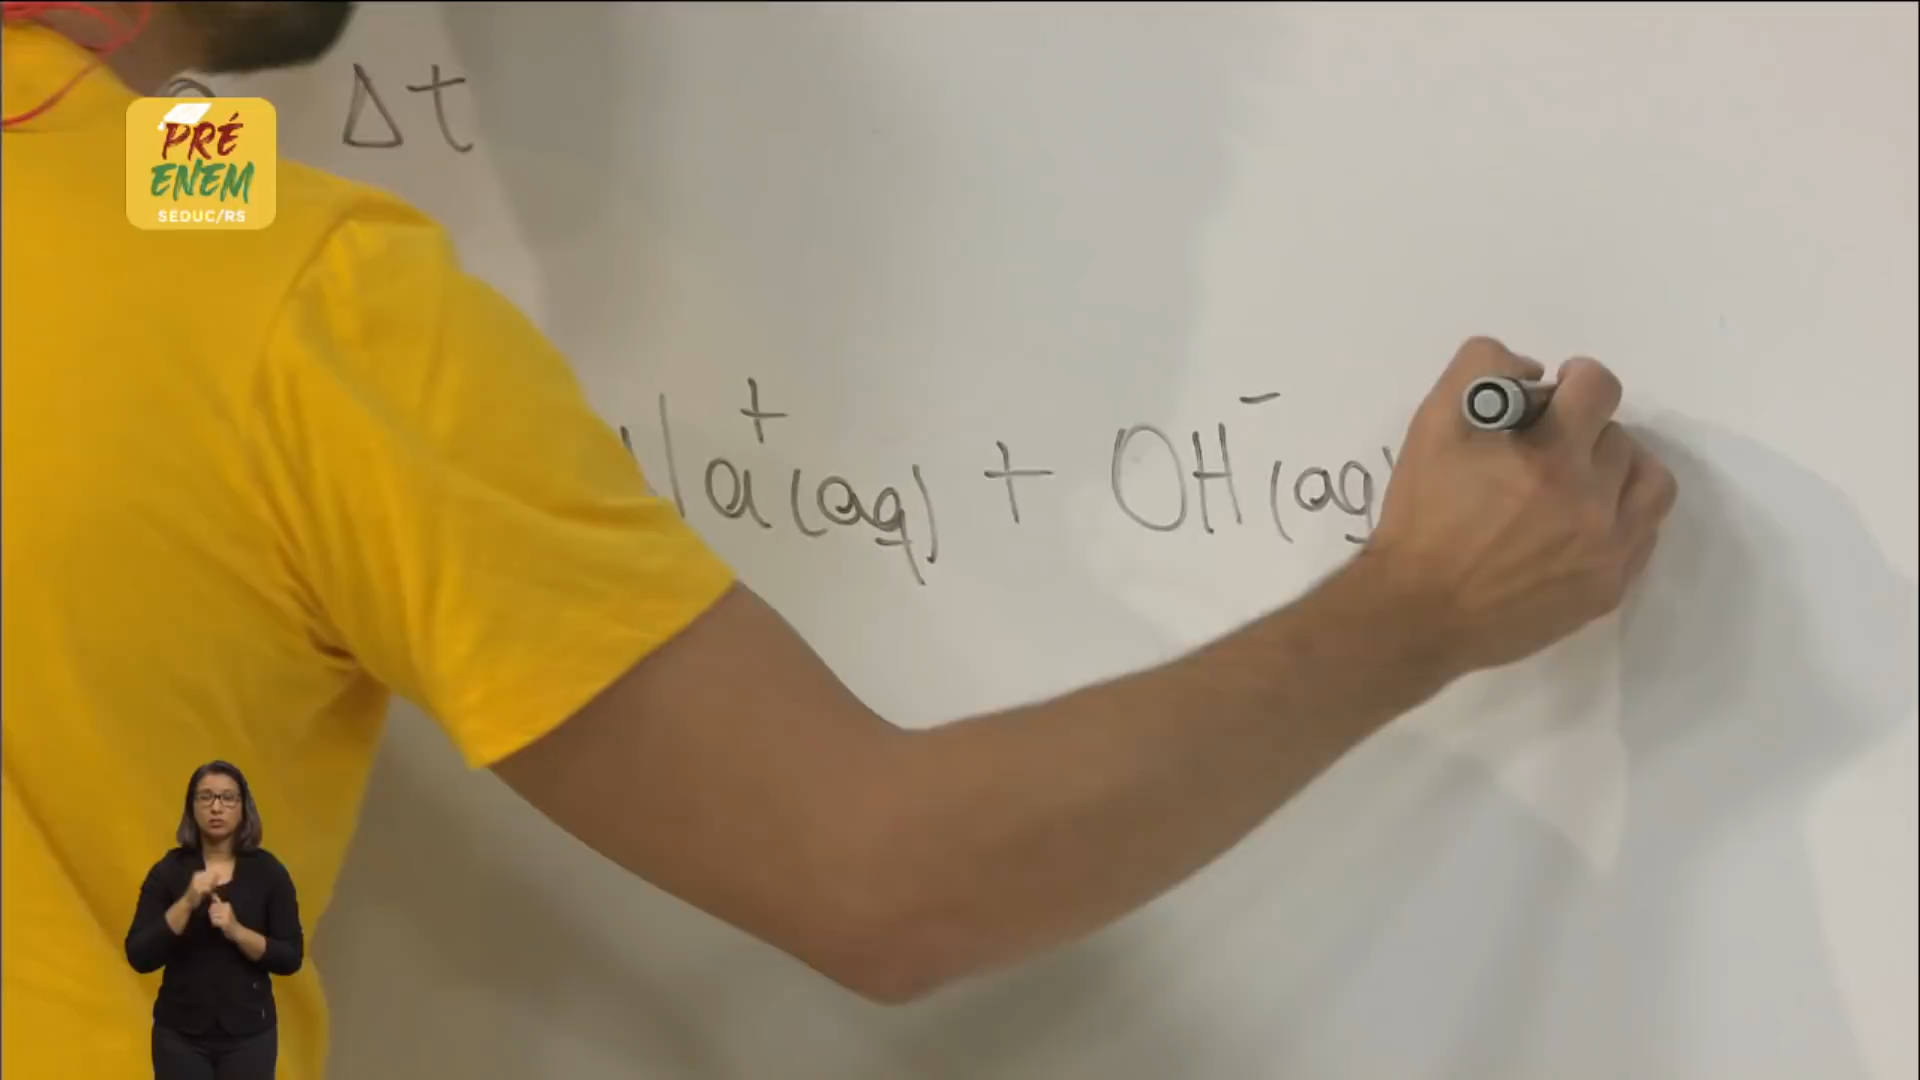 Δt
PRÉ
ENEM
SEDUC/RS
Na⁺(aq) + OH⁻(aq)